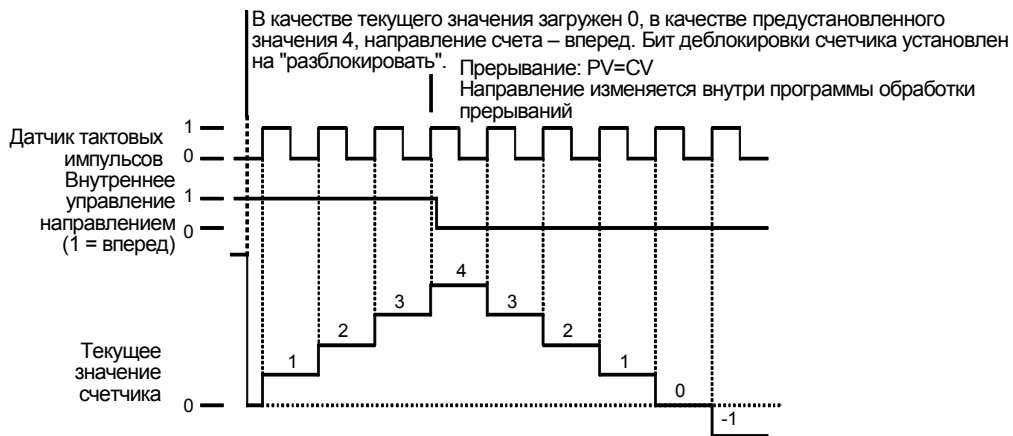 В качестве текущего значения загружен 0, в качестве предустановленного
значения 4, направление счета – вперед. Бит деблокировки счетчика установлен
на "разблокировать".
Прерывание: PV=CV
Направление изменяется внутри программы обработки
прерываний
Датчик тактовых
импульсов
1
0
Внутреннее
управление
направлением
(1 = вперед)
1
0
4
3
3
2
2
1
1
0
-1
Текущее
значение
счетчика
0